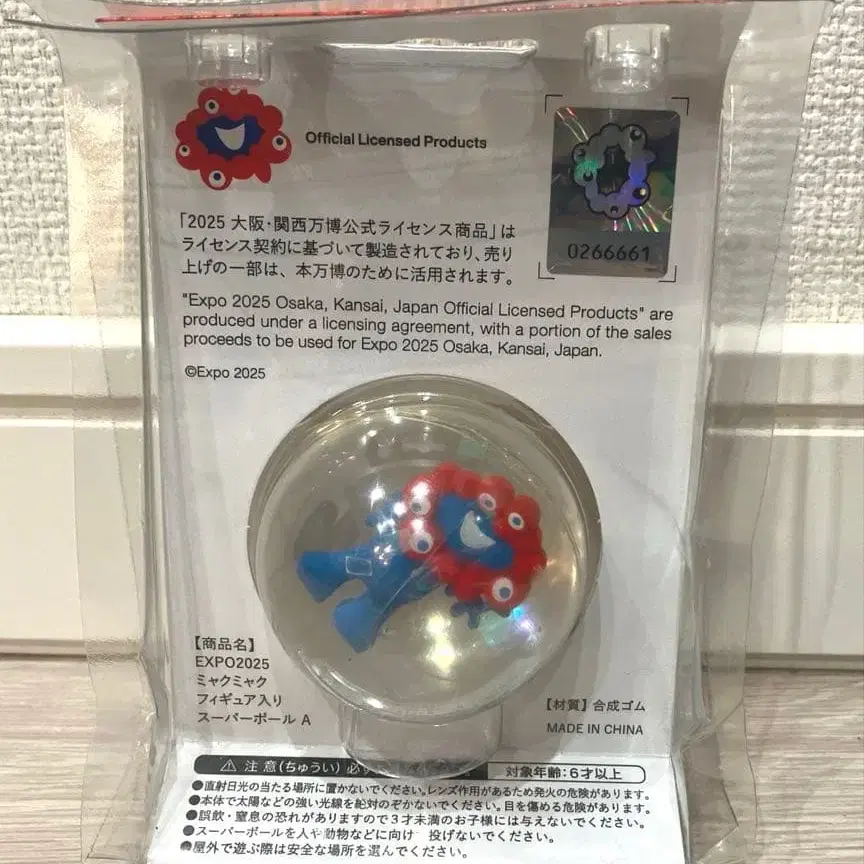 Official Licensed Products
0266661
「2025 大阪・関西万博公式ライセンス商品」は
ライセンス契約に基づいて製造されており、売り
上げの一部は、本万博のために活用されます。
"Expo 2025 Osaka, Kansai, Japan Official Licensed Products" are
produced under a licensing agreement, with a portion of the sales
proceeds to be used for Expo 2025 Osaka, Kansai, Japan.
©Expo 2025
【商品名】
EXPO2025
ミャクミャク
フィギュア入り
スーパーボール A
【材質】合成ゴム
MADE IN CHINA
⚠ 注意(ちゅうい) 必ず
対象年齢:6才以上
●直射日光の当たる場所に置かないでください。レンズ作用があるため発火の危険があります。
●本体で太陽などの強い光線を絶対のぞかないでください。目を傷める危険があります。
●誤飲・窒息の恐れがありますので3才未満のお子様には与えないでください。
●スーパーボールを人や動物などに向け 投げないでください。
●屋外で遊ぶ際は安全な場所を選んでください。